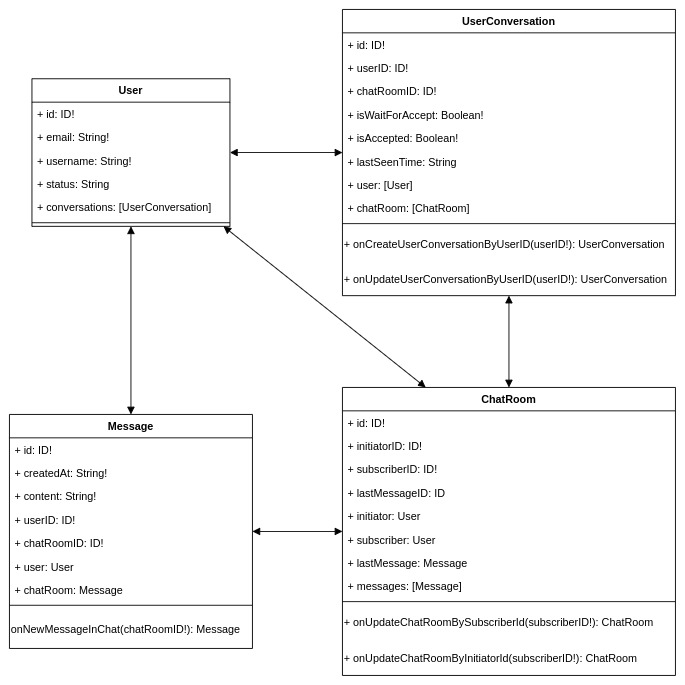 User
+ id: ID!
+ email: String!
+ username: String!
+ status: String
+ conversations: [UserConversation]
UserConversation
+ id: ID!
+ userID: ID!
+ chatRoomID: ID!
+ isWaitForAccept: Boolean!
+ isAccepted: Boolean!
+ lastSeenTime: String
+ user: [User]
+ chatRoom: [ChatRoom]
+ onCreateUserConversationByUserID(userID!): UserConversation
+ onUpdateUserConversationByUserID(userID!): UserConversation
Message
+ id: ID!
+ createdAt: String!
+ content: String!
+ userID: ID!
+ chatRoomID: ID!
+ user: User
+ chatRoom: Message
onNewMessageInChat(chatRoomID!): Message
ChatRoom
+ id: ID!
+ initiatorID: ID!
+ subscriberID: ID!
+ lastMessageID: ID
+ initiator: User
+ subscriber: User
+ lastMessage: Message
+ messages: [Message]
+ onUpdateChatRoomBySubscriberId(subscriberID!): ChatRoom
+ onUpdateChatRoomByInitiatorId(subscriberID!): ChatRoom